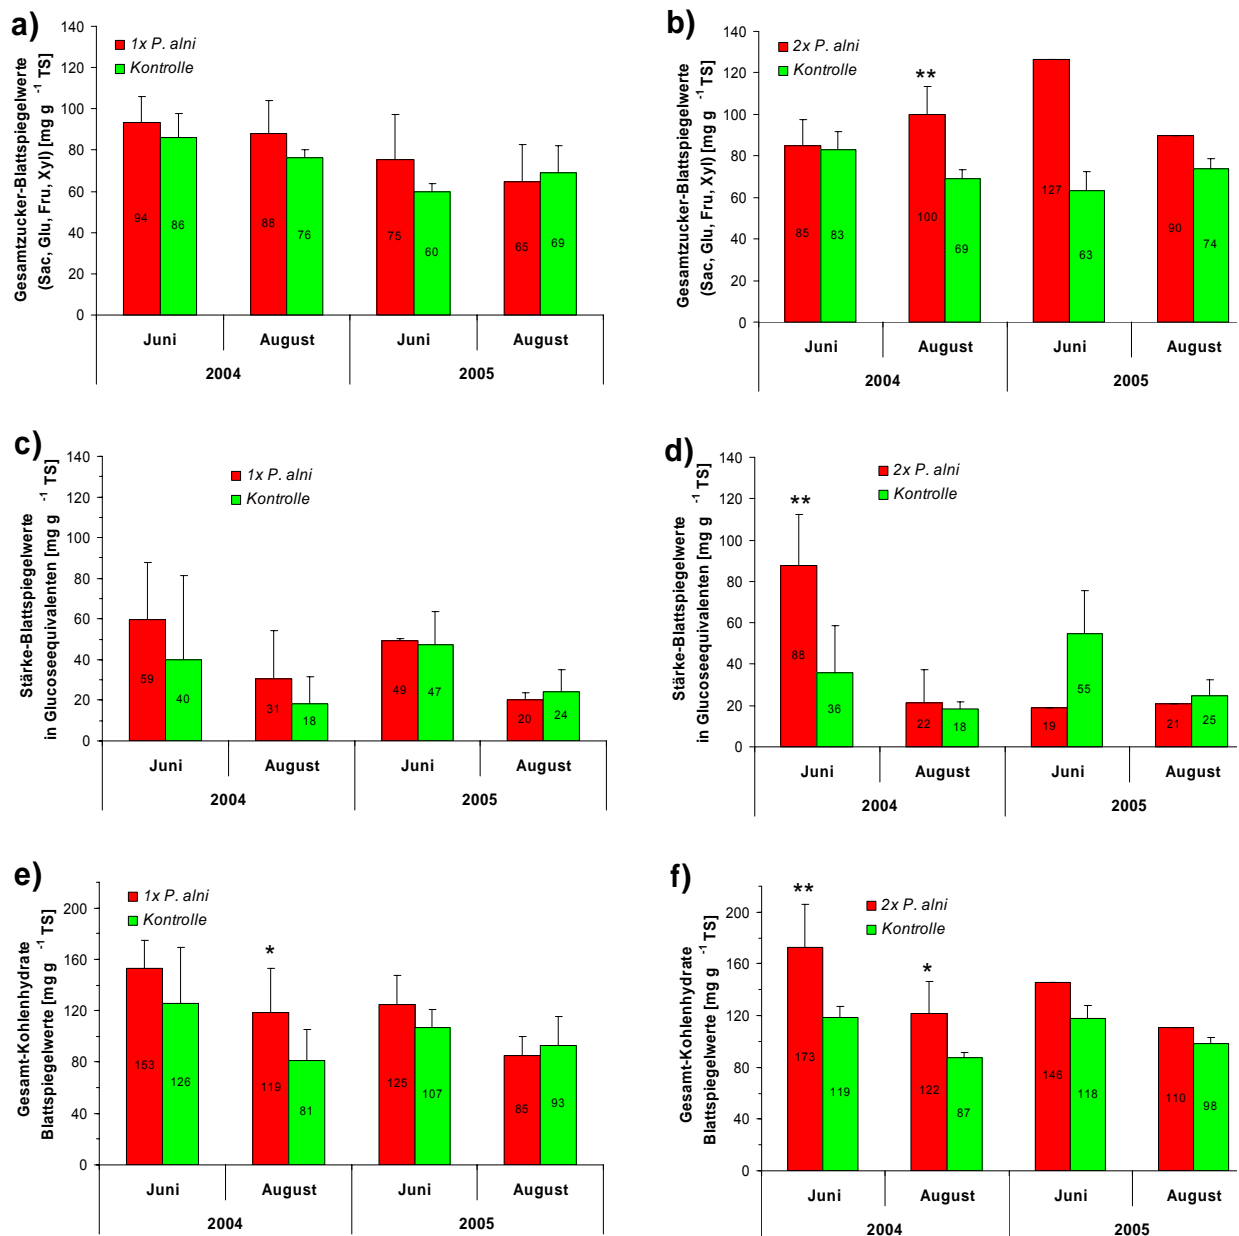 a)
Gesamtzucker-Blattspiegelwerte
(Sac, Glu, Fru, Xyl) [mg g -1 TS]
140
120
100
80
60
40
20
0
1x P. alni
Kontrolle
94
86
88
76
75
60
65
69
Juni
August
Juni
August
2004
2005
b)
Gesamtzucker-Blattspiegelwerte
(Sac, Glu, Fru, Xyl) [mg g -1 TS]
140
120
100
80
60
40
20
0
2x P. alni
Kontrolle
**
85
83
100
69
127
63
90
74
Juni
August
Juni
August
2004
2005
c)
Stärke-Blattspiegelwerte
in Glucoseequivalenten [mg g -1 TS]
140
120
100
80
60
40
20
0
1x P. alni
Kontrolle
59
40
31
18
49
47
20
24
Juni
August
Juni
August
2004
2005
d)
Stärke-Blattspiegelwerte
in Glucoseequivalenten [mg g -1 TS]
140
120
100
80
60
40
20
0
2x P. alni
Kontrolle
**
88
36
22
18
19
55
21
25
Juni
August
Juni
August
2004
2005
e)
Gesamt-Kohlenhydrate
Blattspiegelwerte [mg g -1 TS]
200
160
120
80
40
0
1x P. alni
Kontrolle
*
153
126
119
81
125
107
85
93
Juni
August
Juni
August
2004
2005
f)
Gesamt-Kohlenhydrate
Blattspiegelwerte [mg g -1 TS]
200
160
120
80
40
0
2x P. alni
Kontrolle
**
*
173
119
122
87
146
118
110
98
Juni
August
Juni
August
2004
2005